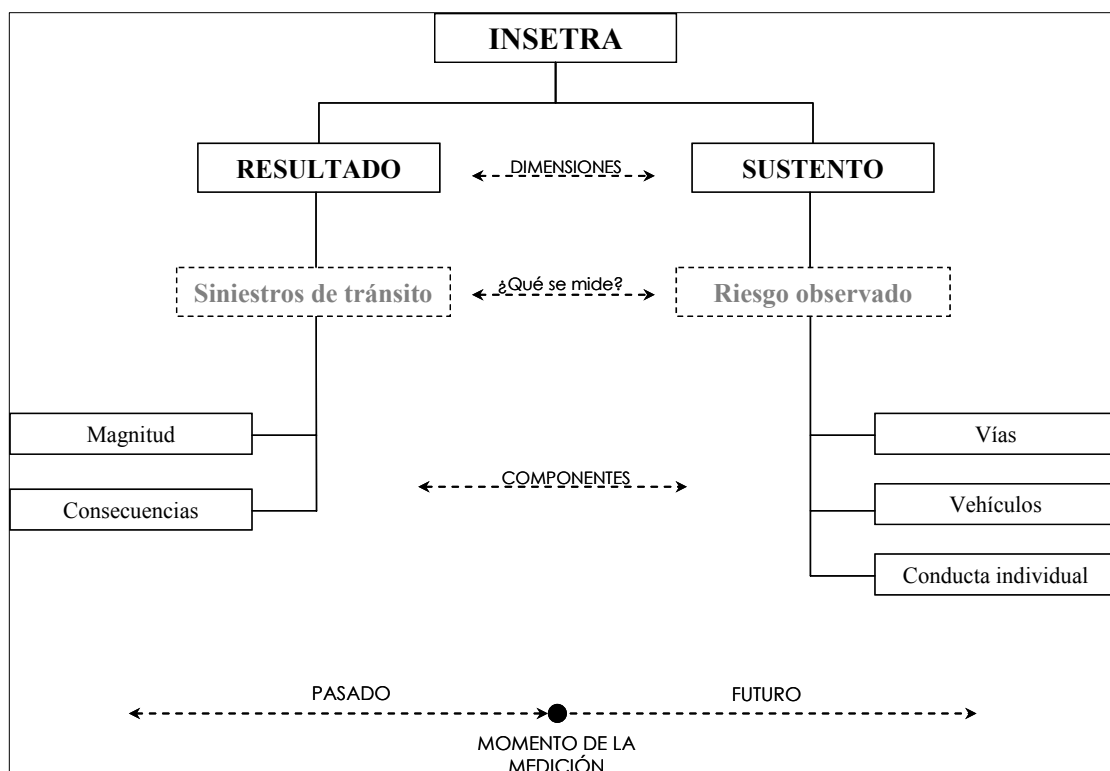 INSETRA
RESULTADO
DIMENSIONES
SUSTENTO
Siniestros de tránsito
¿Qué se mide?
Riesgo observado
Magnitud
Vías
COMPONENTES
Consecuencias
Vehículos
Conducta individual
PASADO
FUTURO
MOMENTO DE LA
MEDICIÓN